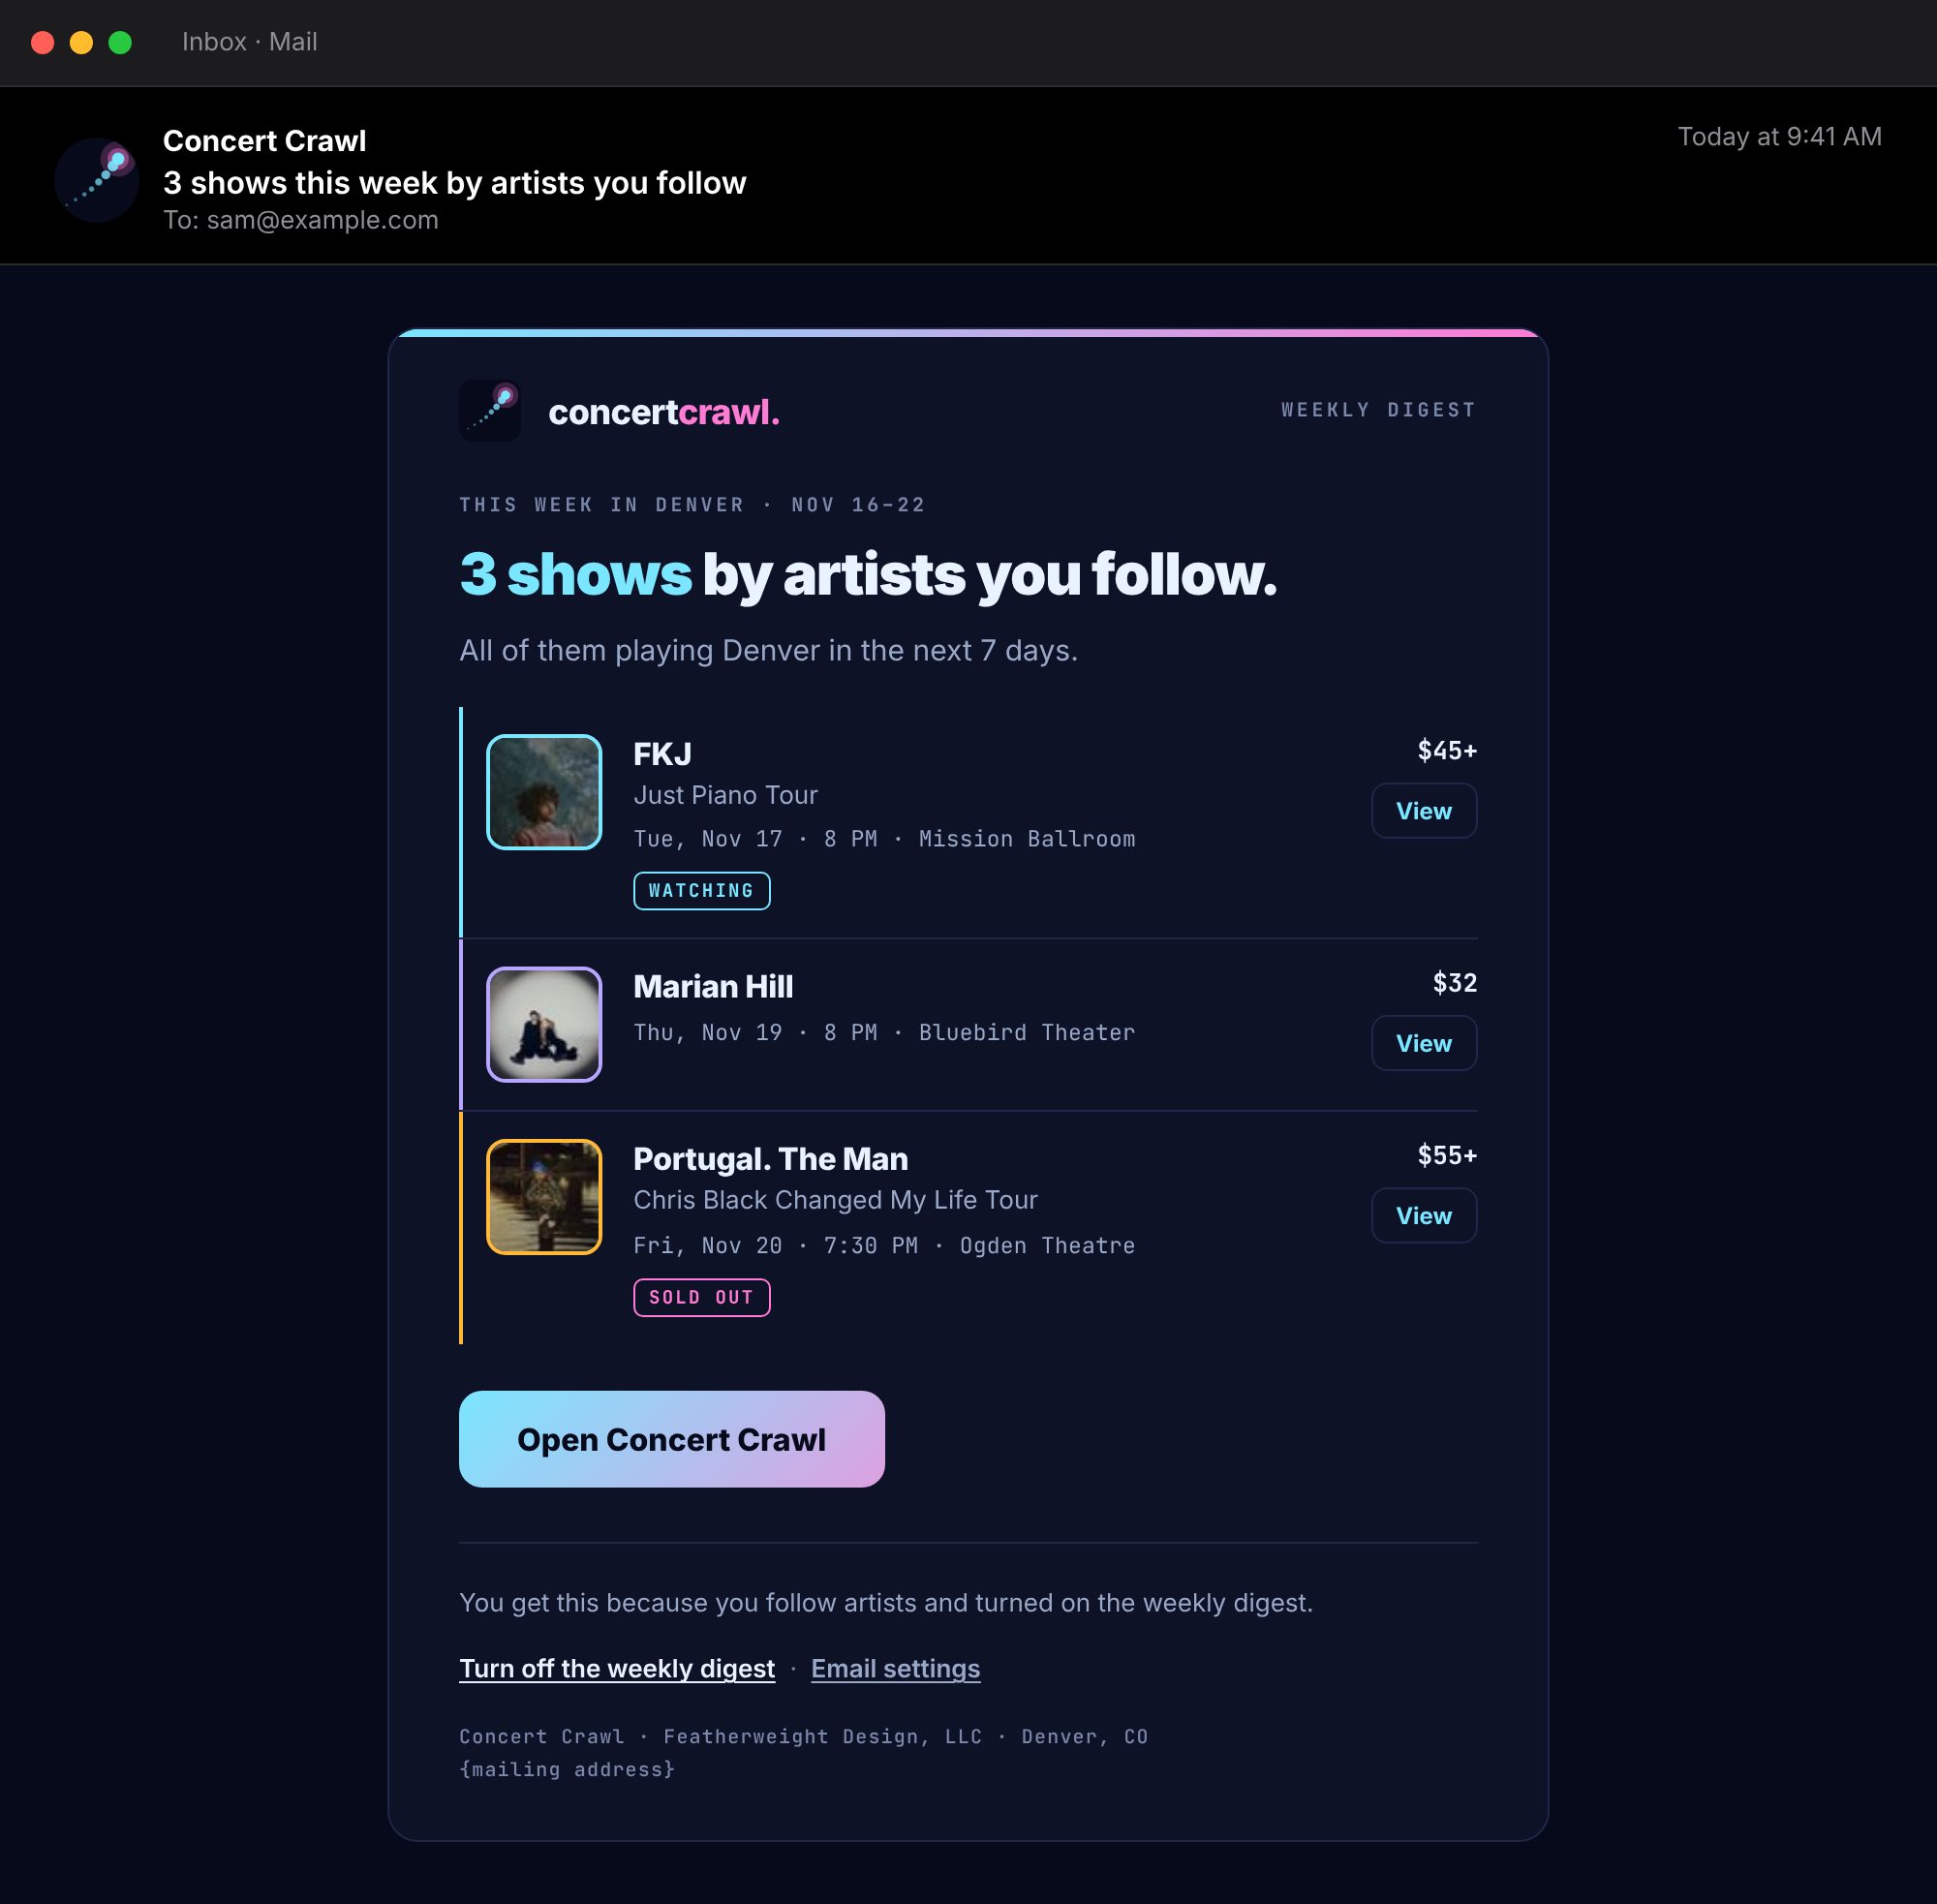 Inbox · Mail
Concert Crawl
Today at 9:41 AM
3 shows this week by artists you follow
To: sam@example.com
concertcrawl.
WEEKLY DIGEST
THIS WEEK IN DENVER · NOV 16–22
3 shows by artists you follow.
All of them playing Denver in the next 7 days.
FKJ
$45+
Just Piano Tour
View
Tue, Nov 17 · 8 PM · Mission Ballroom
WATCHING
Marian Hill
$32
Thu, Nov 19 · 8 PM · Bluebird Theater
View
Portugal. The Man
$55+
Chris Black Changed My Life Tour
View
Fri, Nov 20 · 7:30 PM · Ogden Theatre
SOLD OUT
Open Concert Crawl
You get this because you follow artists and turned on the weekly digest.
Turn off the weekly digest · Email settings
Concert Crawl · Featherweight Design, LLC · Denver, CO
{mailing address}